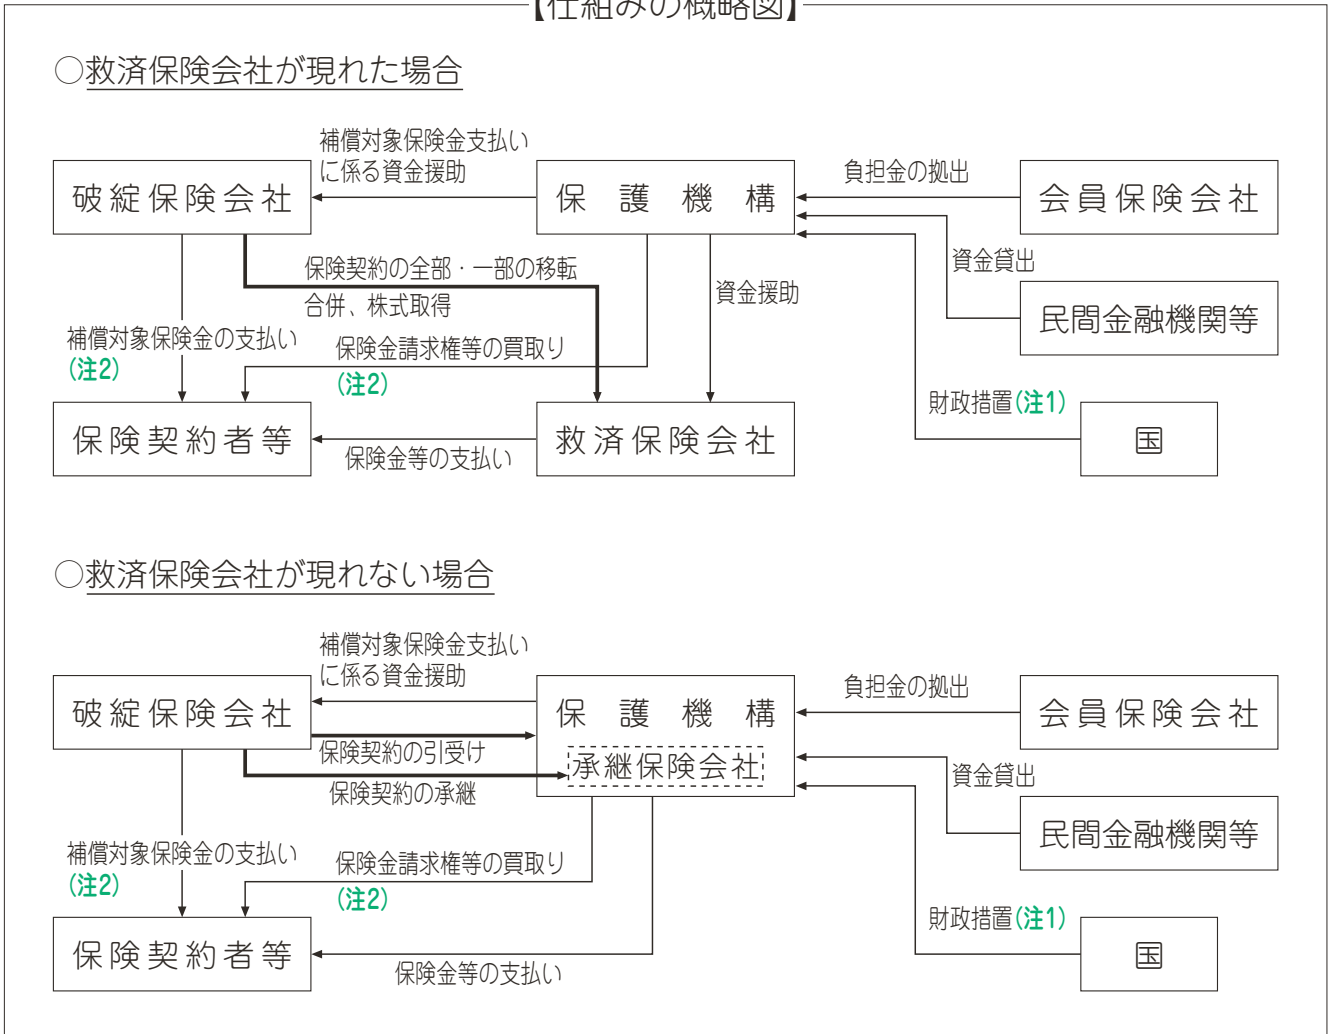 【仕組みの概略図】
○救済保険会社が現れた場合
補償対象保険金支払い
に係る資金援助
負担金の拠出
破綻保険会社
保護機構
会員保険会社
保険契約の全部・一部の移転
合併、株式取得
資金援助
資金貸出
民間金融機関等
補償対象保険金の支払い
(注2)
保険金請求権等の買取り
(注2)
財政措置(注1)
保険契約者等
保険金等の支払い
救済保険会社
国
○救済保険会社が現れない場合
補償対象保険金支払い
に係る資金援助
負担金の拠出
破綻保険会社
保護機構
会員保険会社
保険契約の引受け
承継保険会社
保険契約の承継
資金貸出
民間金融機関等
補償対象保険金の支払い
(注2)
保険金請求権等の買取り
(注2)
財政措置(注1)
保険契約者等
保険金等の支払い
国